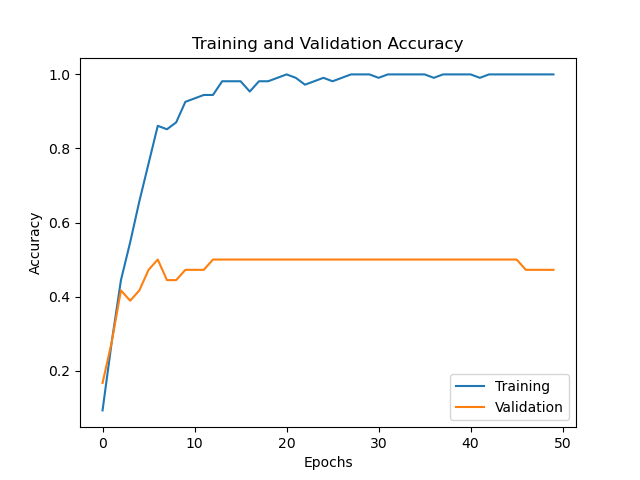 Training and Validation Accuracy
1.0
0.8
0.6
0.4
0.2
Accuracy
0
10
20
30
40
50
Epochs
Training
Validation